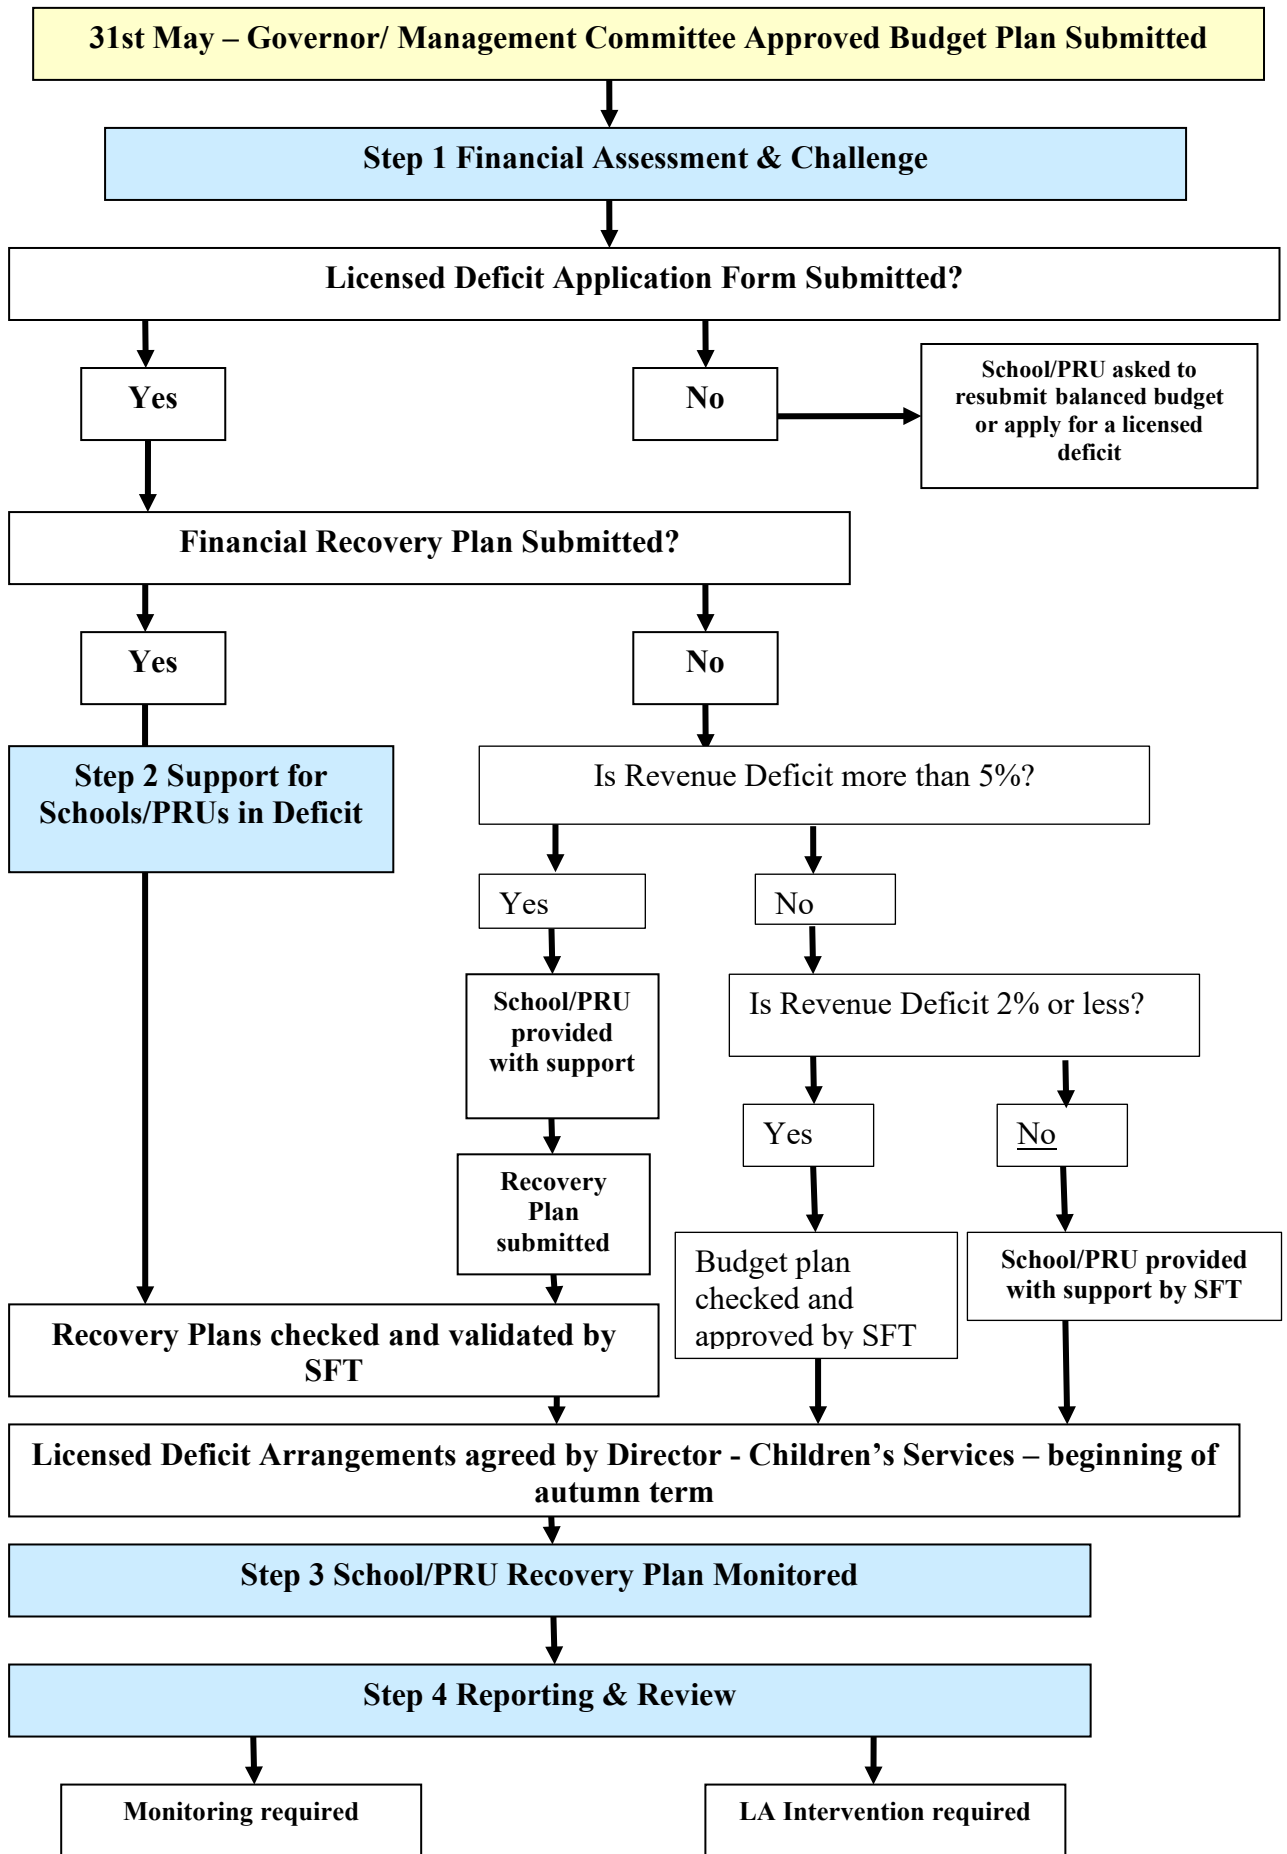 31st May – Governor/ Management Committee Approved Budget Plan Submitted
Step 1 Financial Assessment & Challenge
Licensed Deficit Application Form Submitted?
Yes
No
School/PRU asked to
resubmit balanced budget
or apply for a licensed
deficit
Financial Recovery Plan Submitted?
Yes
No
Step 2 Support for
Schools/PRUs in Deficit
Is Revenue Deficit more than 5%?
Yes
No
School/PRU
provided
with support
Is Revenue Deficit 2% or less?
Yes
No
Recovery
Plan
submitted
Budget plan
checked and
approved by SFT
School/PRU provided
with support by SFT
Recovery Plans checked and validated by
SFT
Licensed Deficit Arrangements agreed by Director - Children’s Services – beginning of
autumn term
Step 3 School/PRU Recovery Plan Monitored
Step 4 Reporting & Review
Monitoring required
LA Intervention required